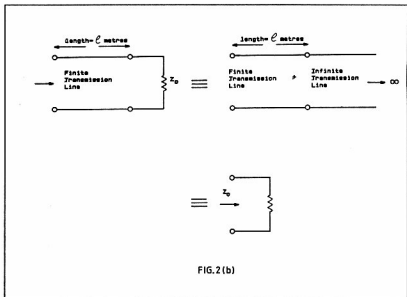 length= ℓ metres
Finite
Transmission
Line
Z₀
≡
length= ℓ metres
Finite
Transmission
Line
+
Infinite
Transmission
Line
∞
≡
Z₀
FIG.2(b)